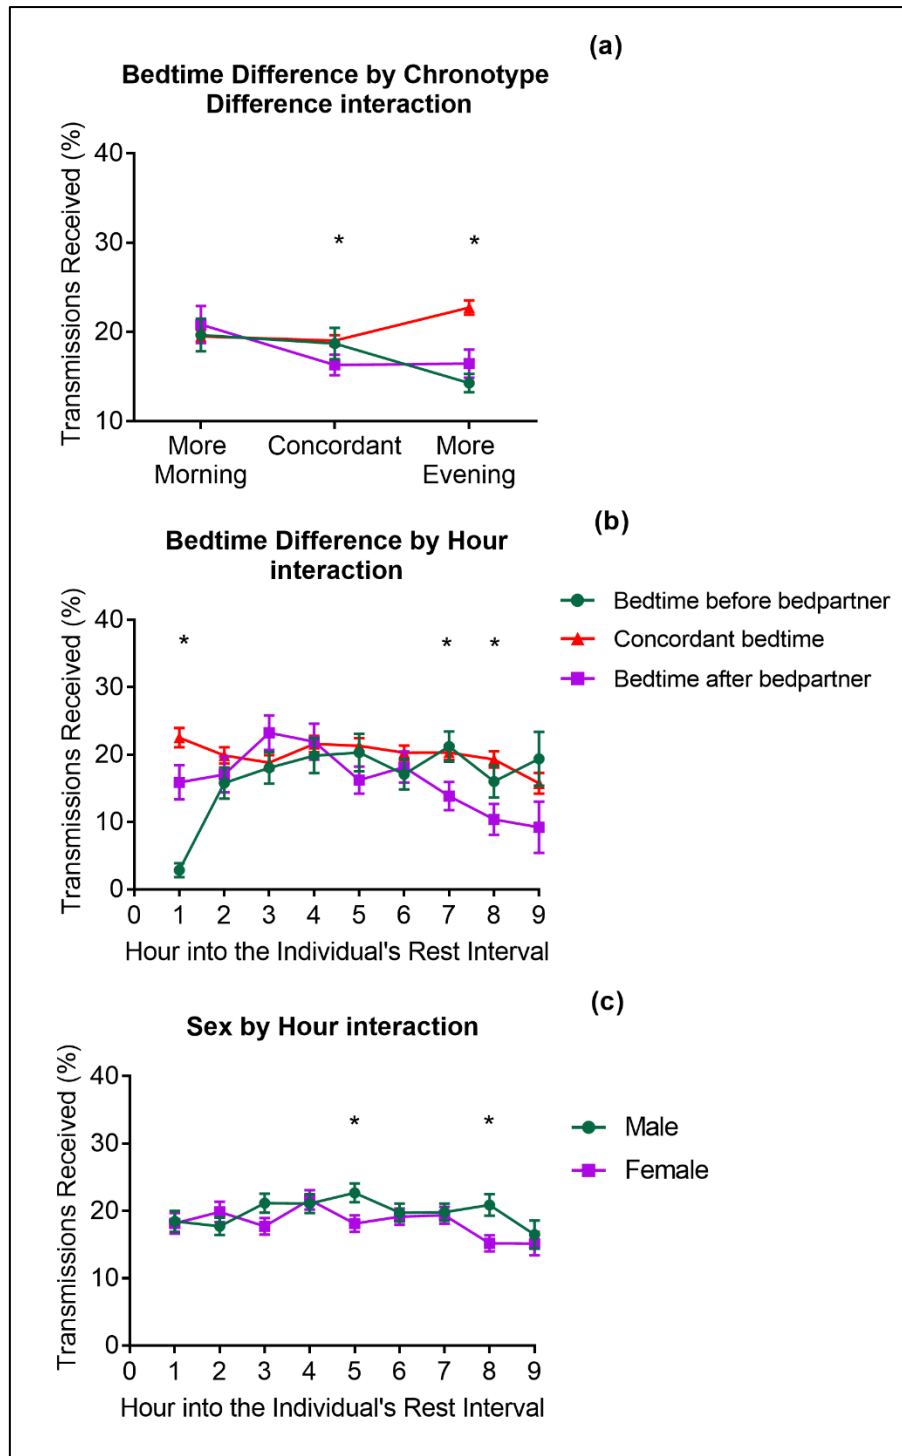 (a)
Bedtime Difference by Chronotype
Difference interaction
Transmissions Received (%)
40
30
20
10
* *
More Morning
Concordant
More Evening
(b)
Bedtime Difference by Hour
interaction
Transmissions Received (%)
40
30
20
10
0
* * *
0 1 2 3 4 5 6 7 8 9
Hour into the Individual's Rest Interval
Bedtime before bedpartner
Concordant bedtime
Bedtime after bedpartner
(c)
Sex by Hour interaction
Transmissions Received (%)
40
30
20
10
0
* *
0 1 2 3 4 5 6 7 8 9
Hour into the Individual's Rest Interval
Male
Female